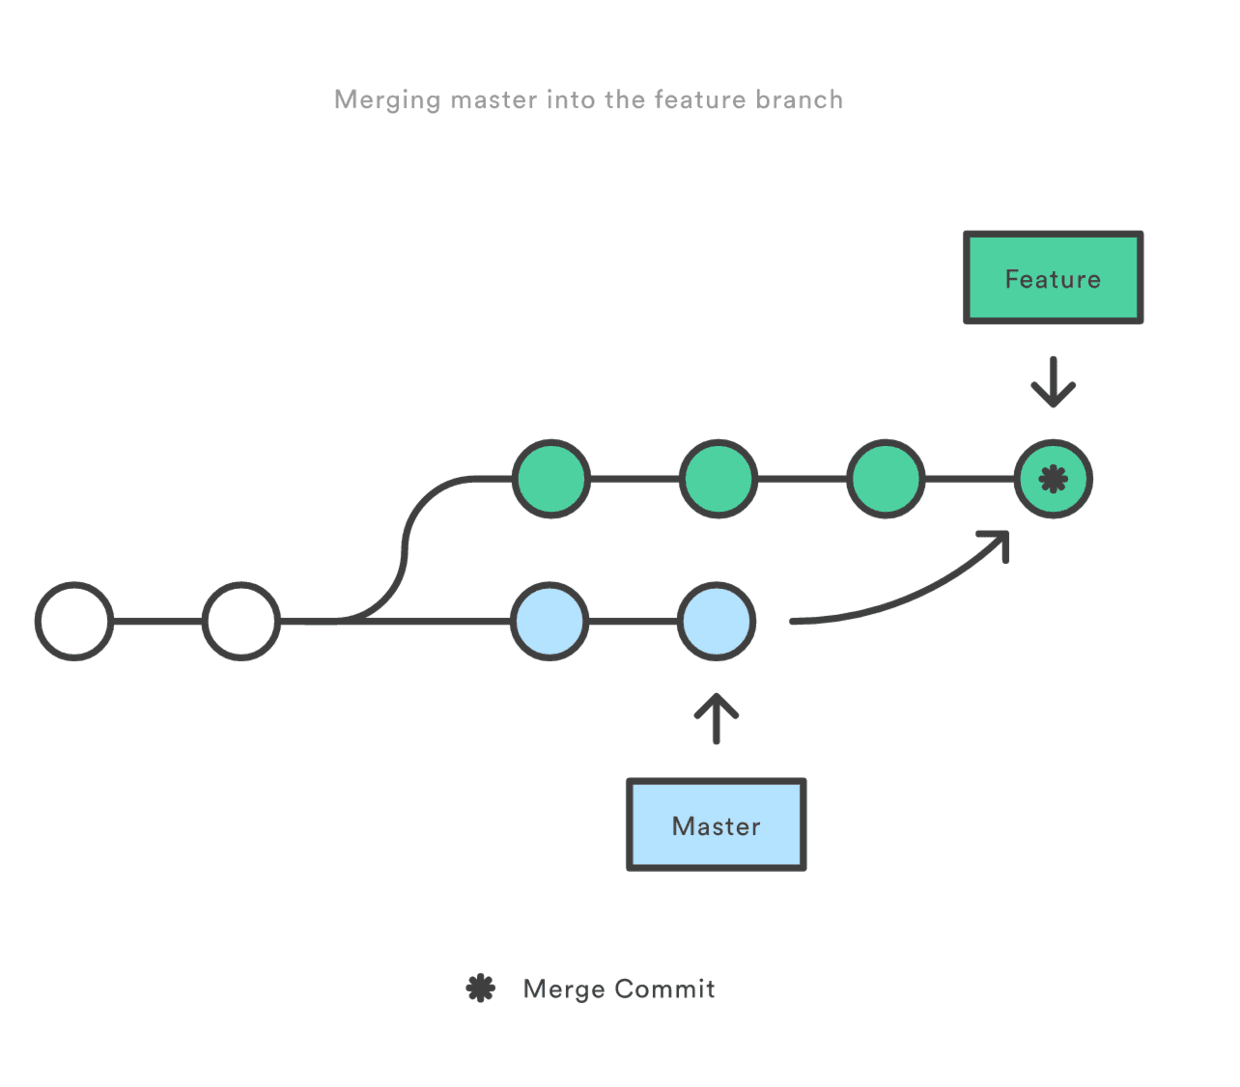 Merging master into the feature branch
Feature
Master
Merge Commit